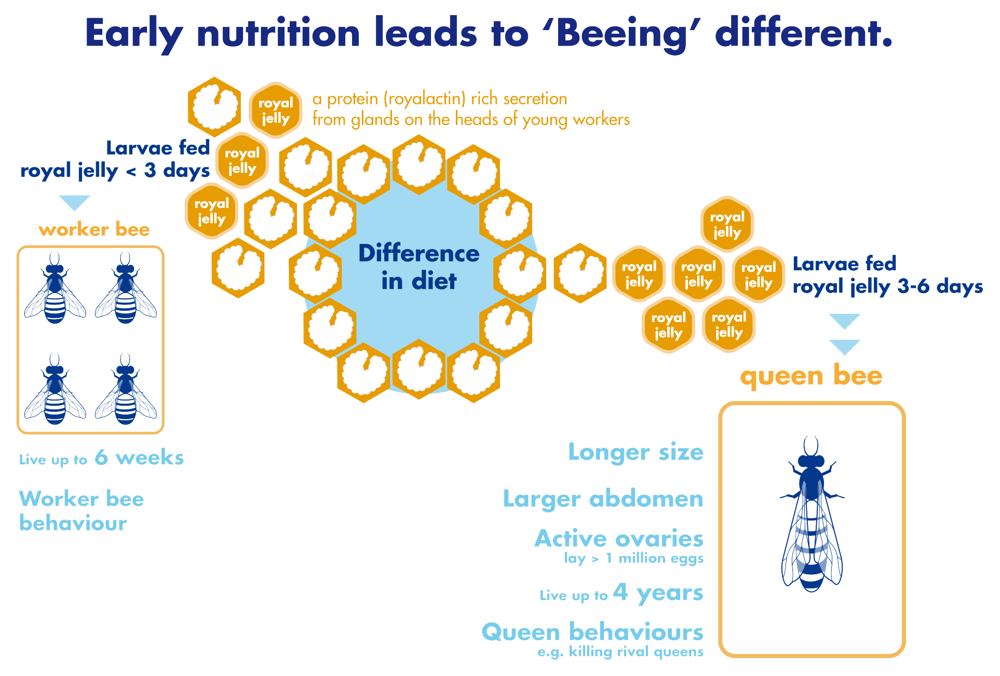 Early nutrition leads to ‘Beeing’ different.
royal
jelly
a protein (royalactin) rich secretion
from glands on the heads of young workers
Larvae fed
royal jelly < 3 days
royal
jelly
royal
jelly
worker bee
Live up to 6 weeks
Worker bee
behaviour
Difference
in diet
royal
jelly
royal
jelly
royal
jelly
royal
jelly
royal
jelly
royal
jelly
Larvae fed
royal jelly 3-6 days
queen bee
Longer size
Larger abdomen
Active ovaries
lay > 1 million eggs
Live up to 4 years
Queen behaviours
e.g. killing rival queens